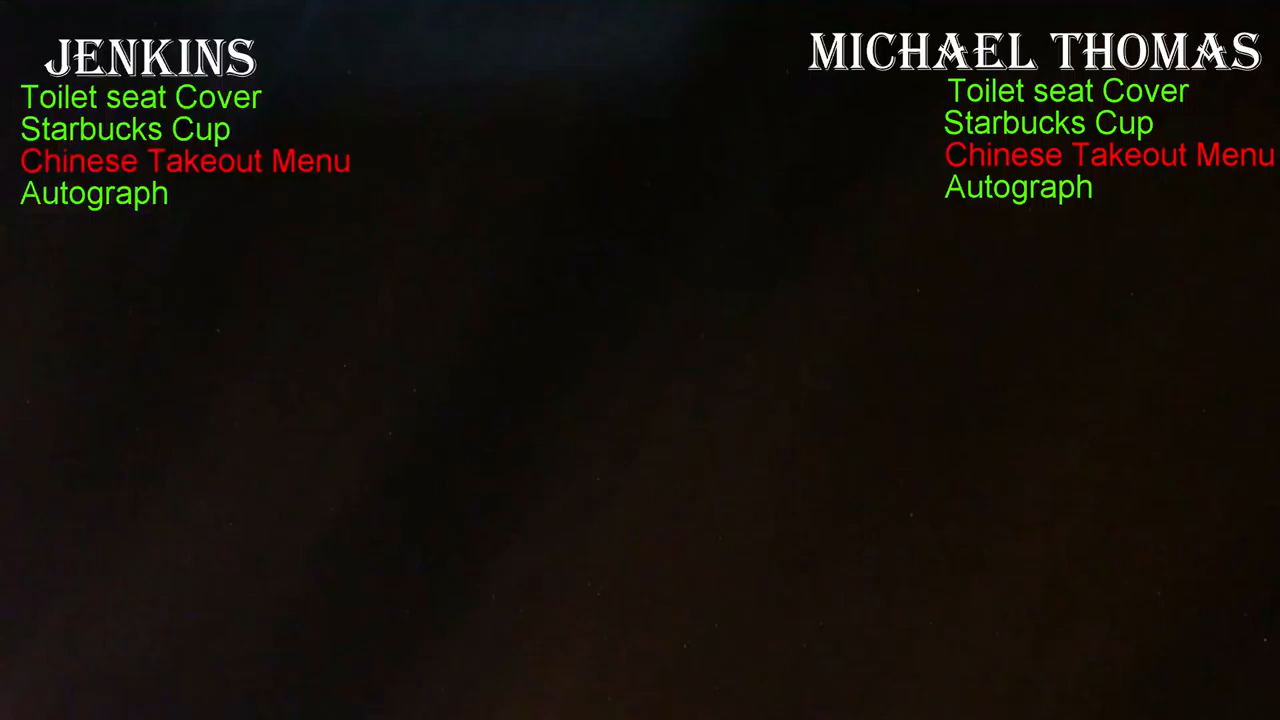 JENKINS
Toilet seat Cover
Starbucks Cup
Chinese Takeout Menu
Autograph
MICHAEL THOMAS
Toilet seat Cover
Starbucks Cup
Chinese Takeout Menu
Autograph